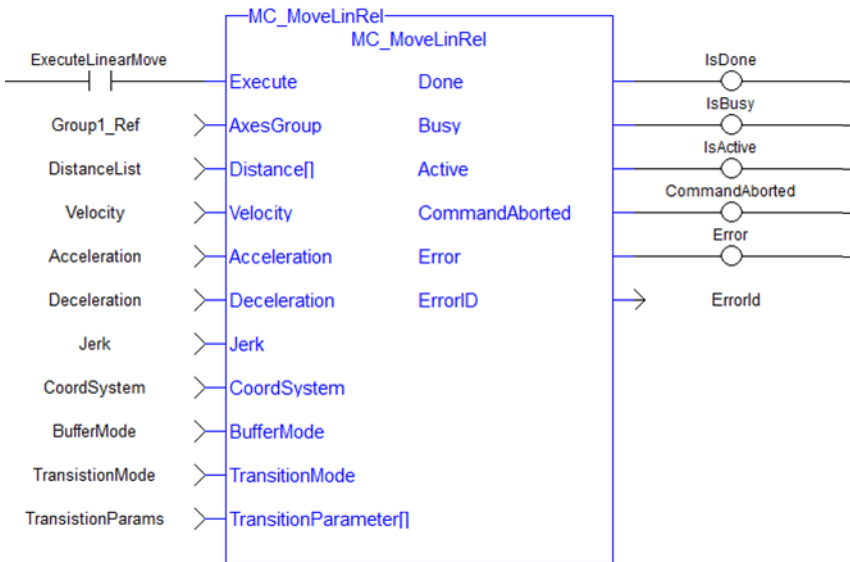 MC_MoveLinRel
MC_MoveLinRel
ExecuteLinearMove Execute Done IsDone
Group1_Ref AxesGroup Busy IsBusy
DistanceList Distance[] Active IsActive
Velocity Velocity CommandAborted CommandAborted
Acceleration Acceleration Error Error
Deceleration Deceleration ErrorID ErrorId
Jerk Jerk
CoordSystem CoordSystem
BufferMode BufferMode
TransistionMode TransitionMode
TransistionParams TransitionParameter[]